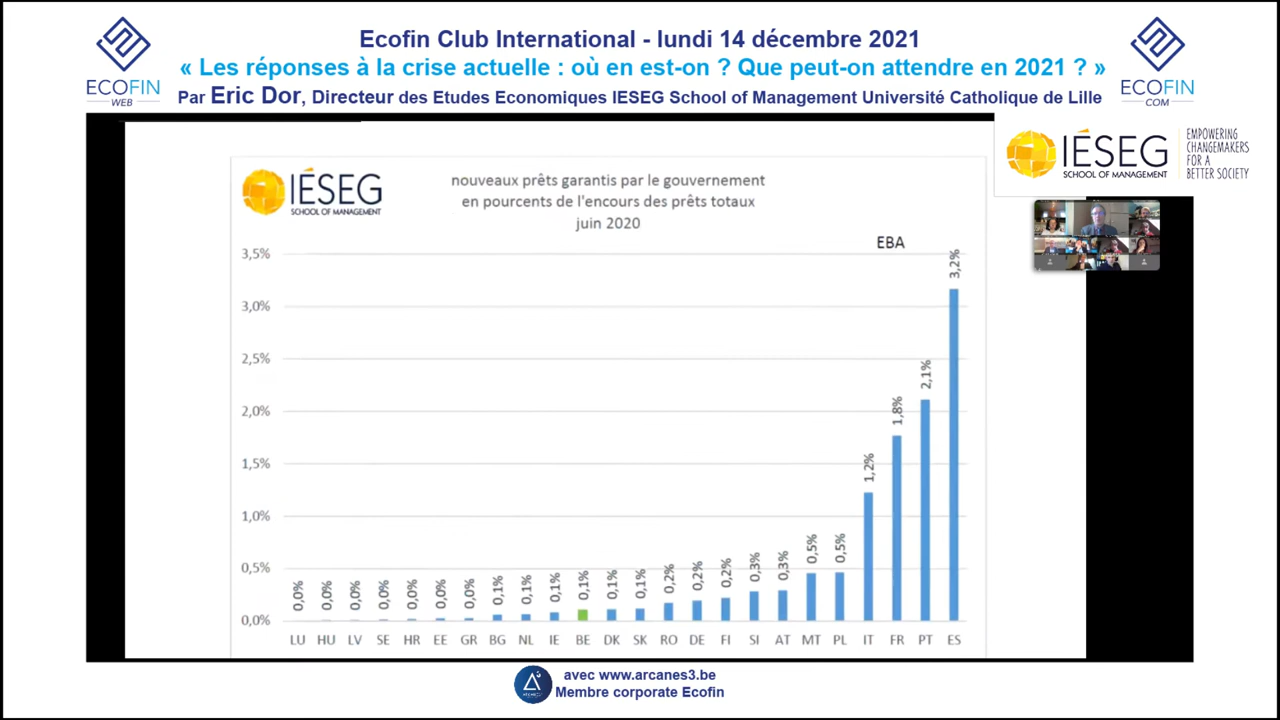 Ecofin Club International - lundi 14 décembre 2021
« Les réponses à la crise actuelle : où en est-on ? Que peut-on attendre en 2021 ? »
Par Eric Dor, Directeur des Etudes Economiques IESEG School of Management Université Catholique de Lille
ECOFIN
WEB
ECOFIN
COM
IÉSEG
SCHOOL OF MANAGEMENT
EMPOWERING
CHANGEMAKERS
FOR A
BETTER SOCIETY
IÉSEG
SCHOOL OF MANAGEMENT
nouveaux prêts garantis par le gouvernement
en pourcents de l'encours des prêts totaux
juin 2020
EBA
3,5%
3,0%
2,5%
2,0%
1,5%
1,0%
0,5%
0,0%
0,0% 0,0% 0,0% 0,0% 0,0% 0,0% 0,0% 0,1% 0,1% 0,1% 0,1% 0,1% 0,1% 0,2% 0,2% 0,2% 0,3% 0,3% 0,5% 0,5% 1,2% 1,8% 2,1% 3,2%
LU HU LV SE HR EE GR BG NL IE BE DK SK RO DE FI SI AT MT PL IT FR PT ES
avec www.arcanes3.be
Membre corporate Ecofin